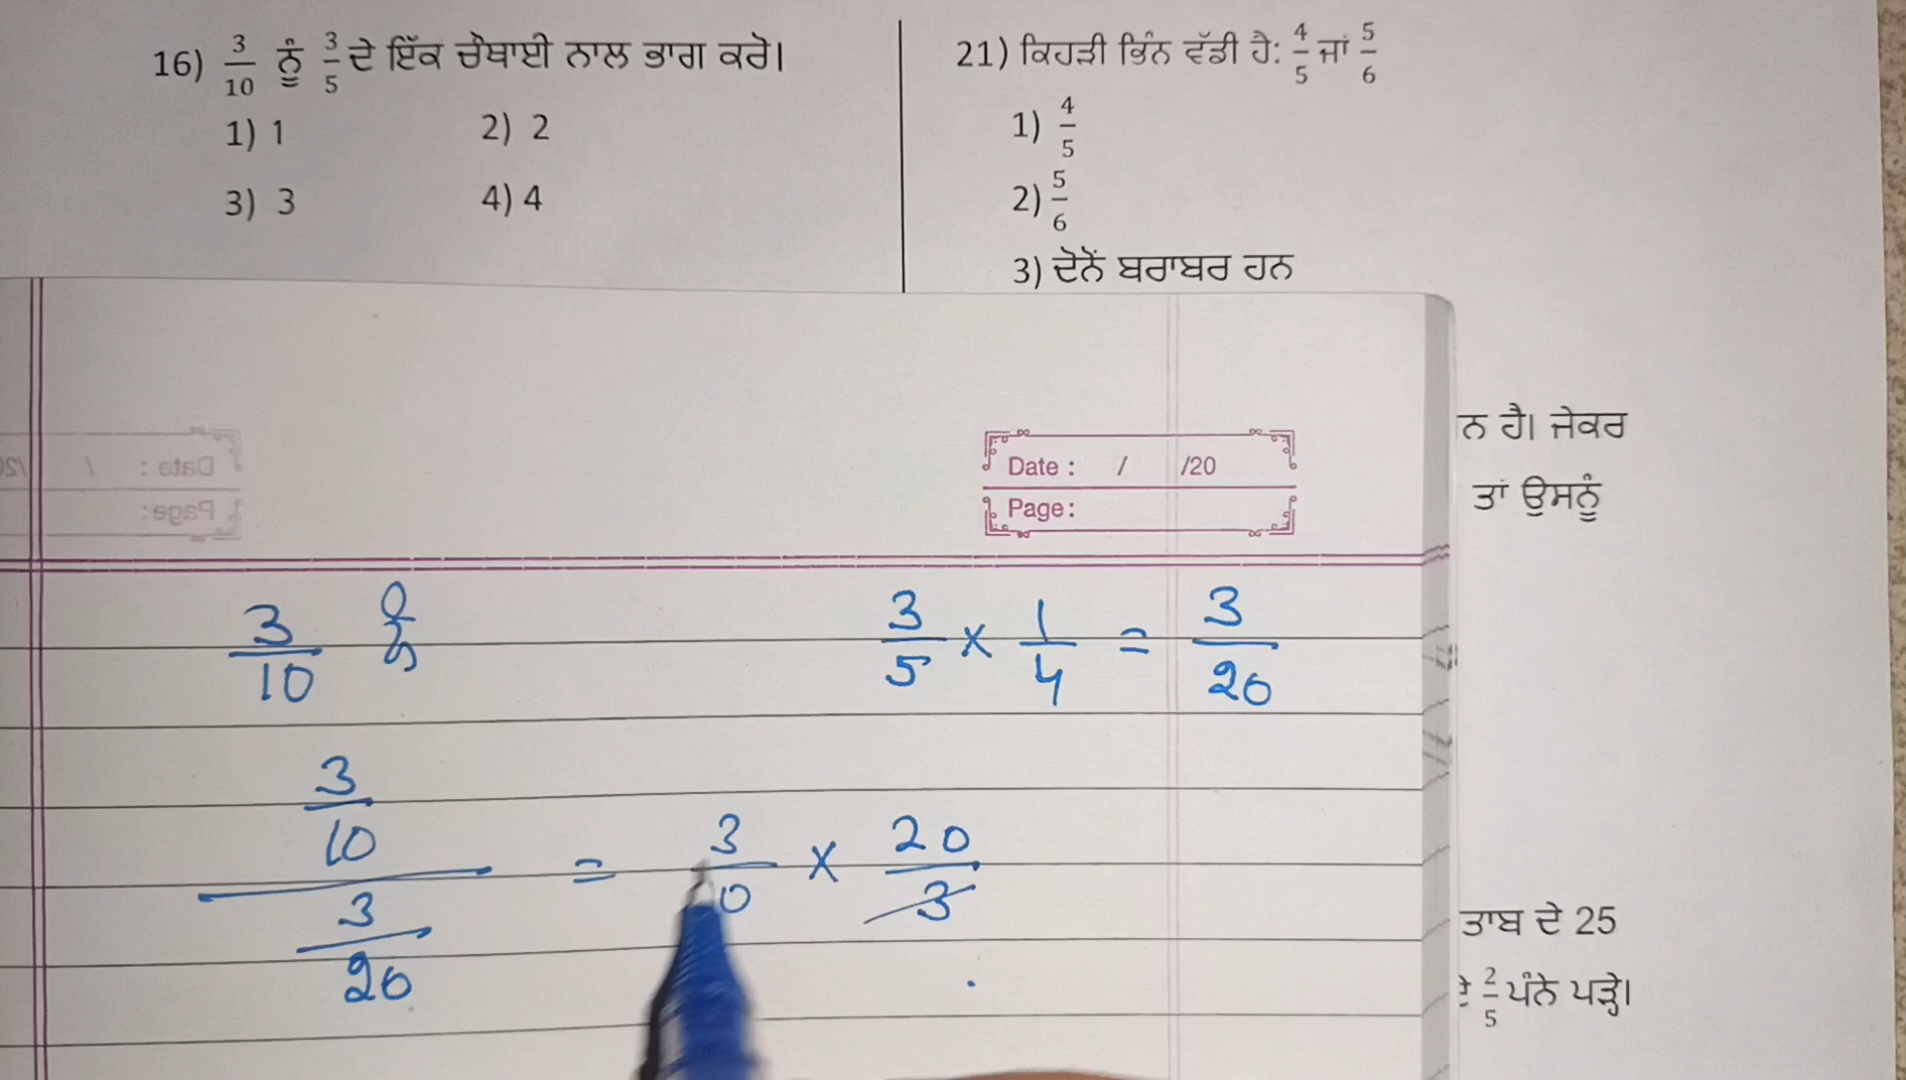 16) 3/10 ਨੂੰ 3/5 ਦੇ ਇੱਕ ਚੌਥਾਈ ਨਾਲ ਭਾਗ ਕਰੋ।
1) 1 2) 2
3) 3 4) 4
21) ਕਿਹੜੀ ਭਿੰਨ ਵੱਡੀ ਹੈ: 4/5 ਜਾਂ 5/6
1) 4/5
2) 5/6
3) ਦੋਨੋਂ ਬਰਾਬਰ ਹਨ
ਨ ਹੈ। ਜੇਕਰ
ਤਾਂ ਉਸਨੂੰ
Date : / /20
Page:
3/10 ਨੂੰ 3/5 × 1/4 = 3/20
3/10 / 3/20 = 3/10 × 20/3
ਤਾਬ ਦੇ 25
2/5 ਪੰਨੇ ਪੜ੍ਹੇ।